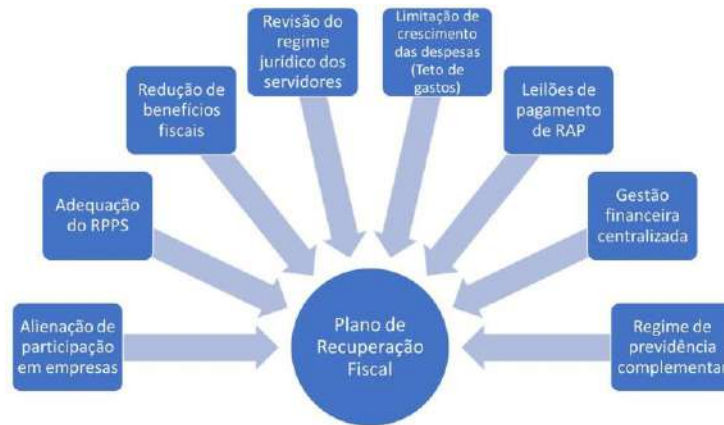 Alienação de
participação
em empresas
Adequação
do RPPS
Redução de
benefícios
fiscais
Revisão do
regime
jurídico dos
servidores
Limitação de
crescimento
das despesas
(Teto de
gastos)
Leilões de
pagamento
de RAP
Gestão
financeira
centralizada
Regime de
previdência
complementar
Plano de
Recuperação
Fiscal